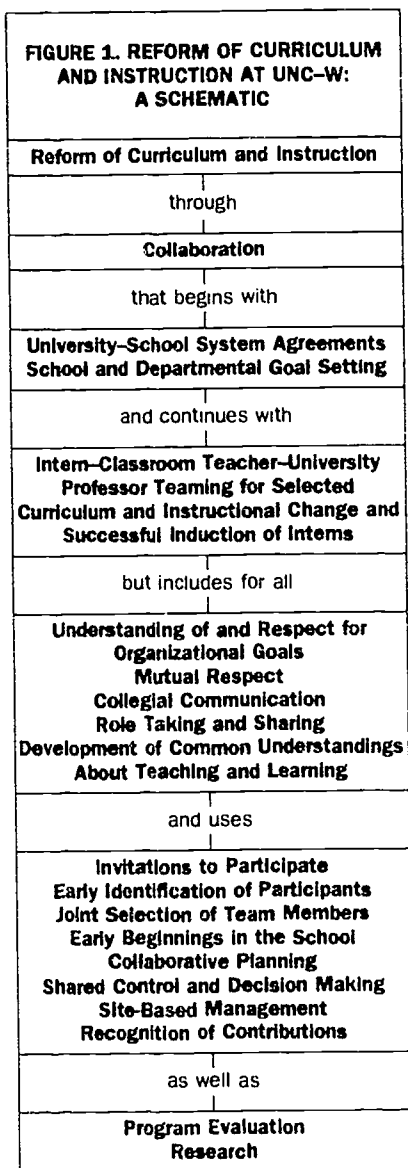 FIGURE 1. REFORM OF CURRICULUM
AND INSTRUCTION AT UNC–W:
A SCHEMATIC
Reform of Curriculum and Instruction
through
Collaboration
that begins with
University–School System Agreements
School and Departmental Goal Setting
and continues with
Intern–Classroom Teacher–University
Professor Teaming for Selected
Curriculum and Instructional Change and
Successful Induction of Interns
but includes for all
Understanding of and Respect for
Organizational Goals
Mutual Respect
Collegial Communication
Role Taking and Sharing
Development of Common Understandings
About Teaching and Learning
and uses
Invitations to Participate
Early Identification of Participants
Joint Selection of Team Members
Early Beginnings in the School
Collaborative Planning
Shared Control and Decision Making
Site-Based Management
Recognition of Contributions
as well as
Program Evaluation
Research